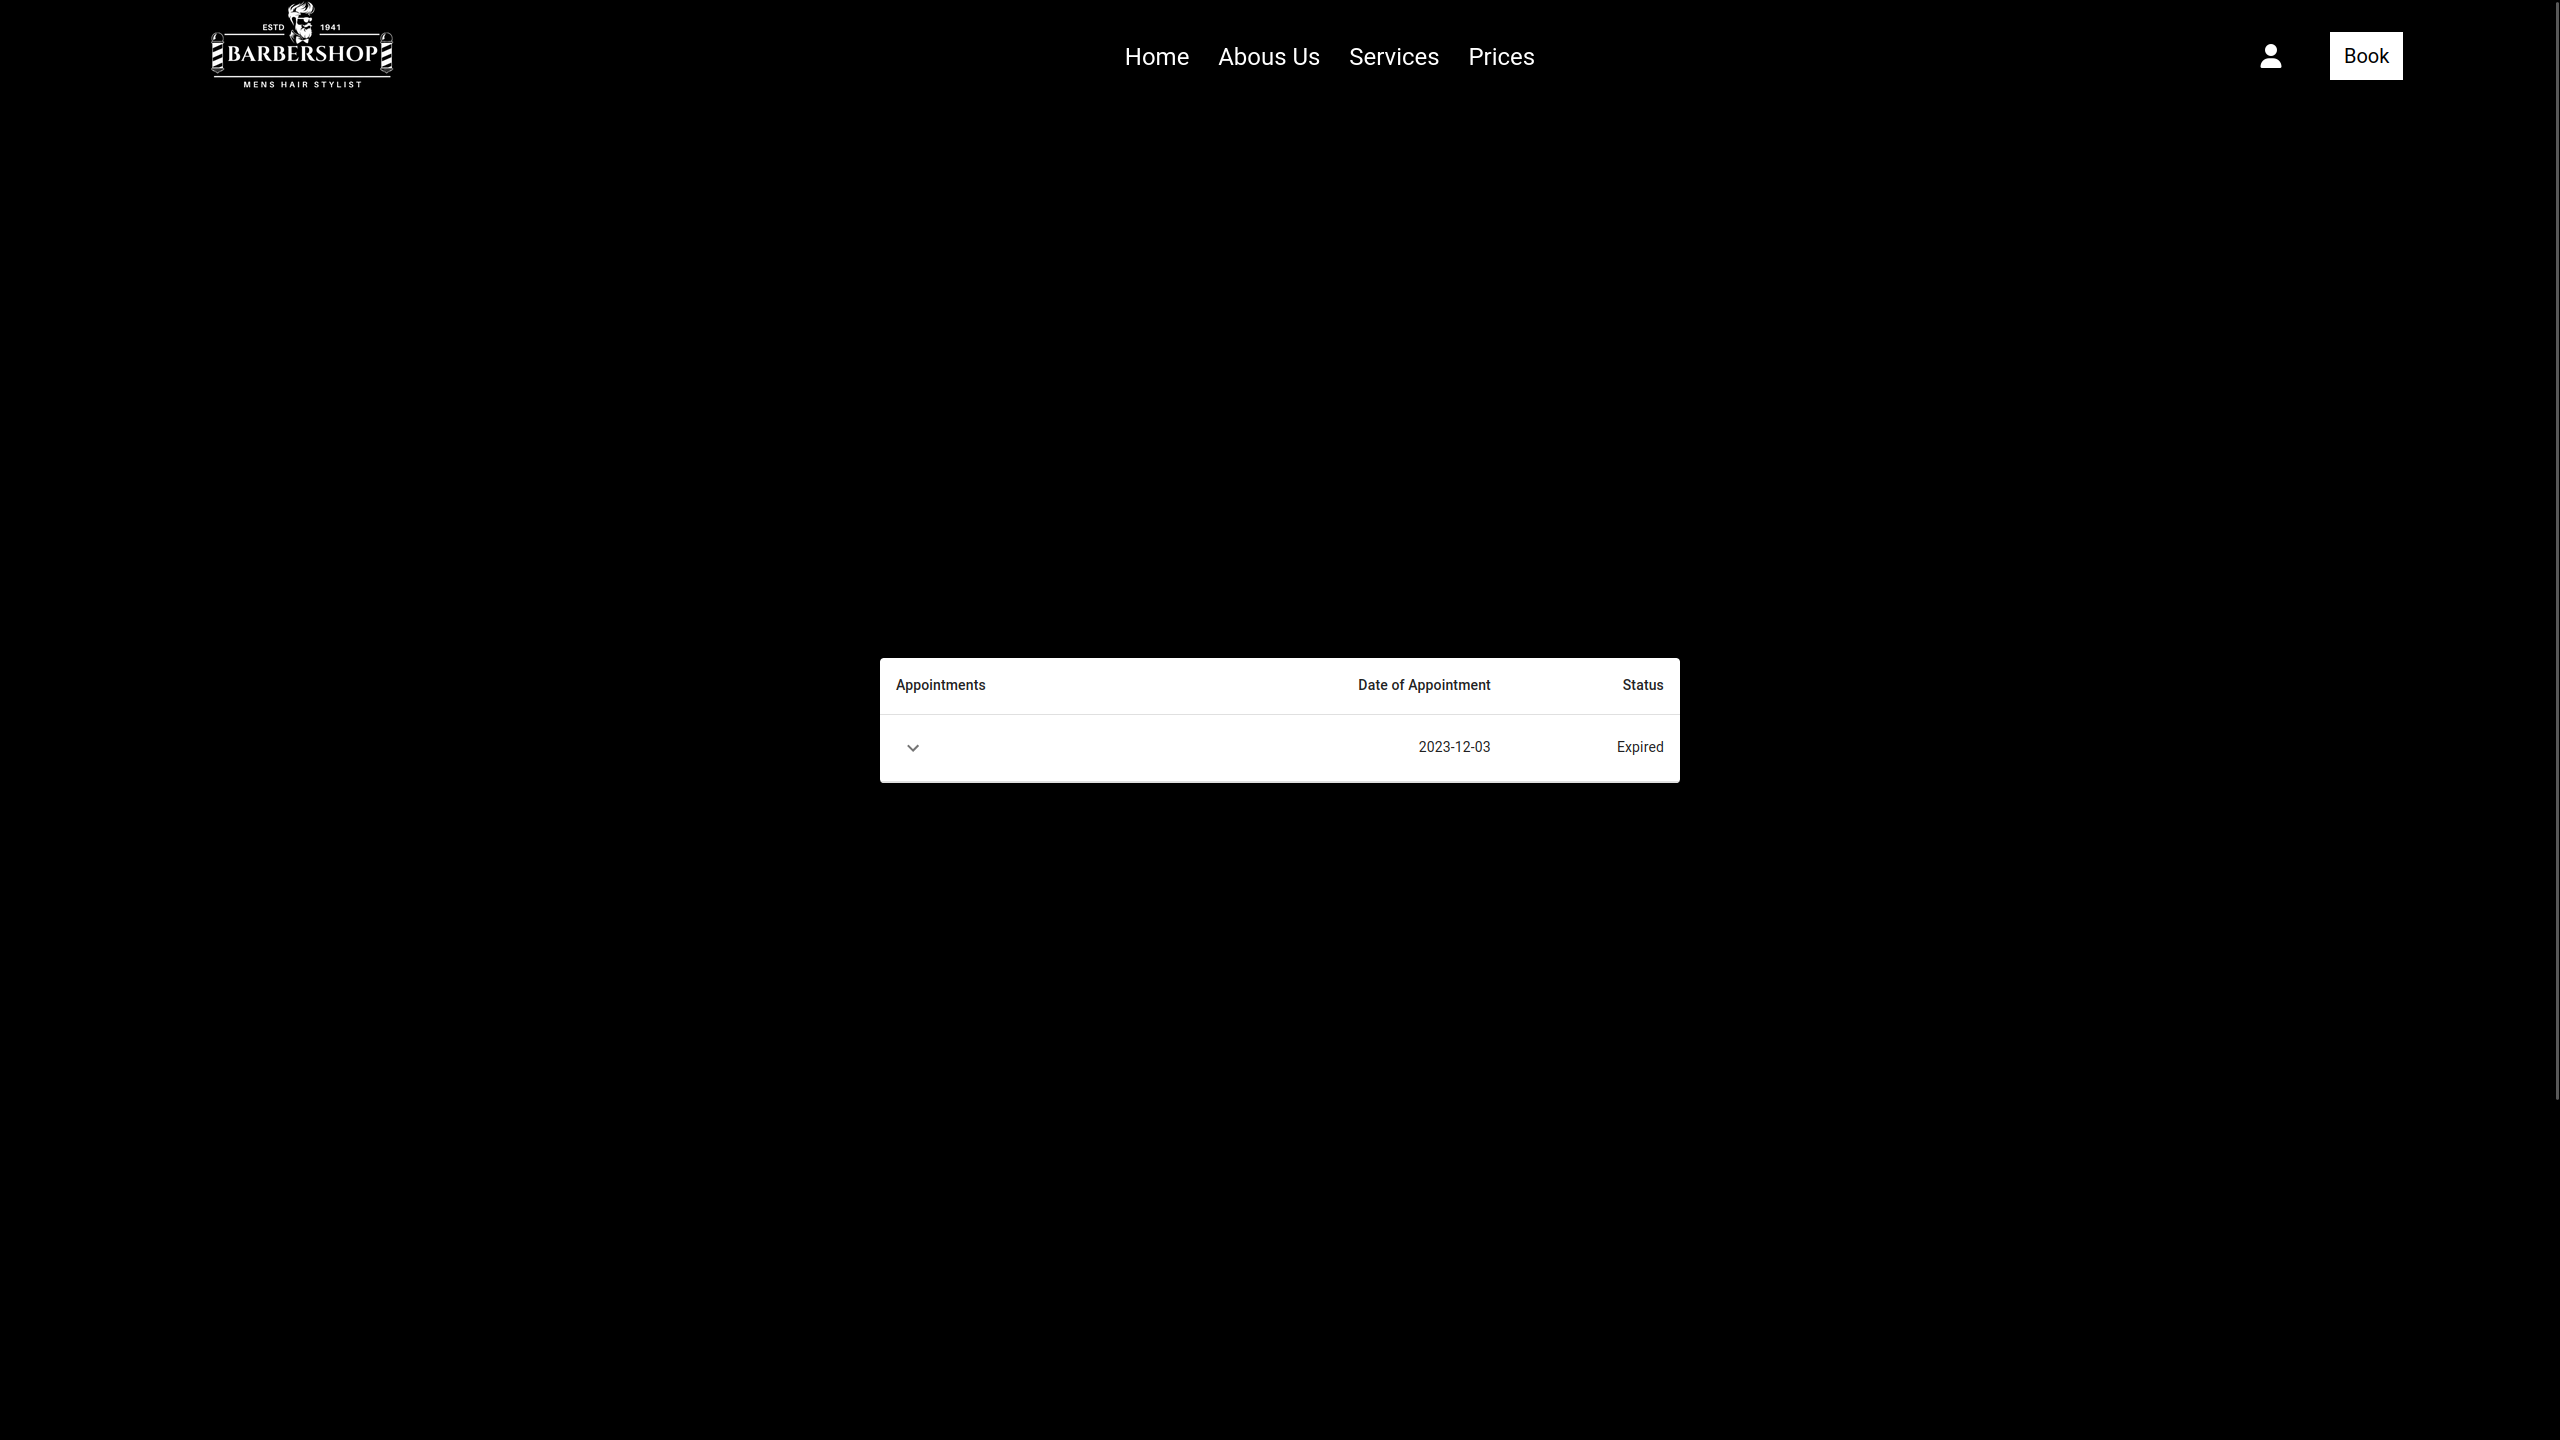 ESTD 1941
BARBERSHOP
MENS HAIR STYLIST
Home Abous Us Services Prices
Book
Appointments Date of Appointment Status
2023-12-03 Expired